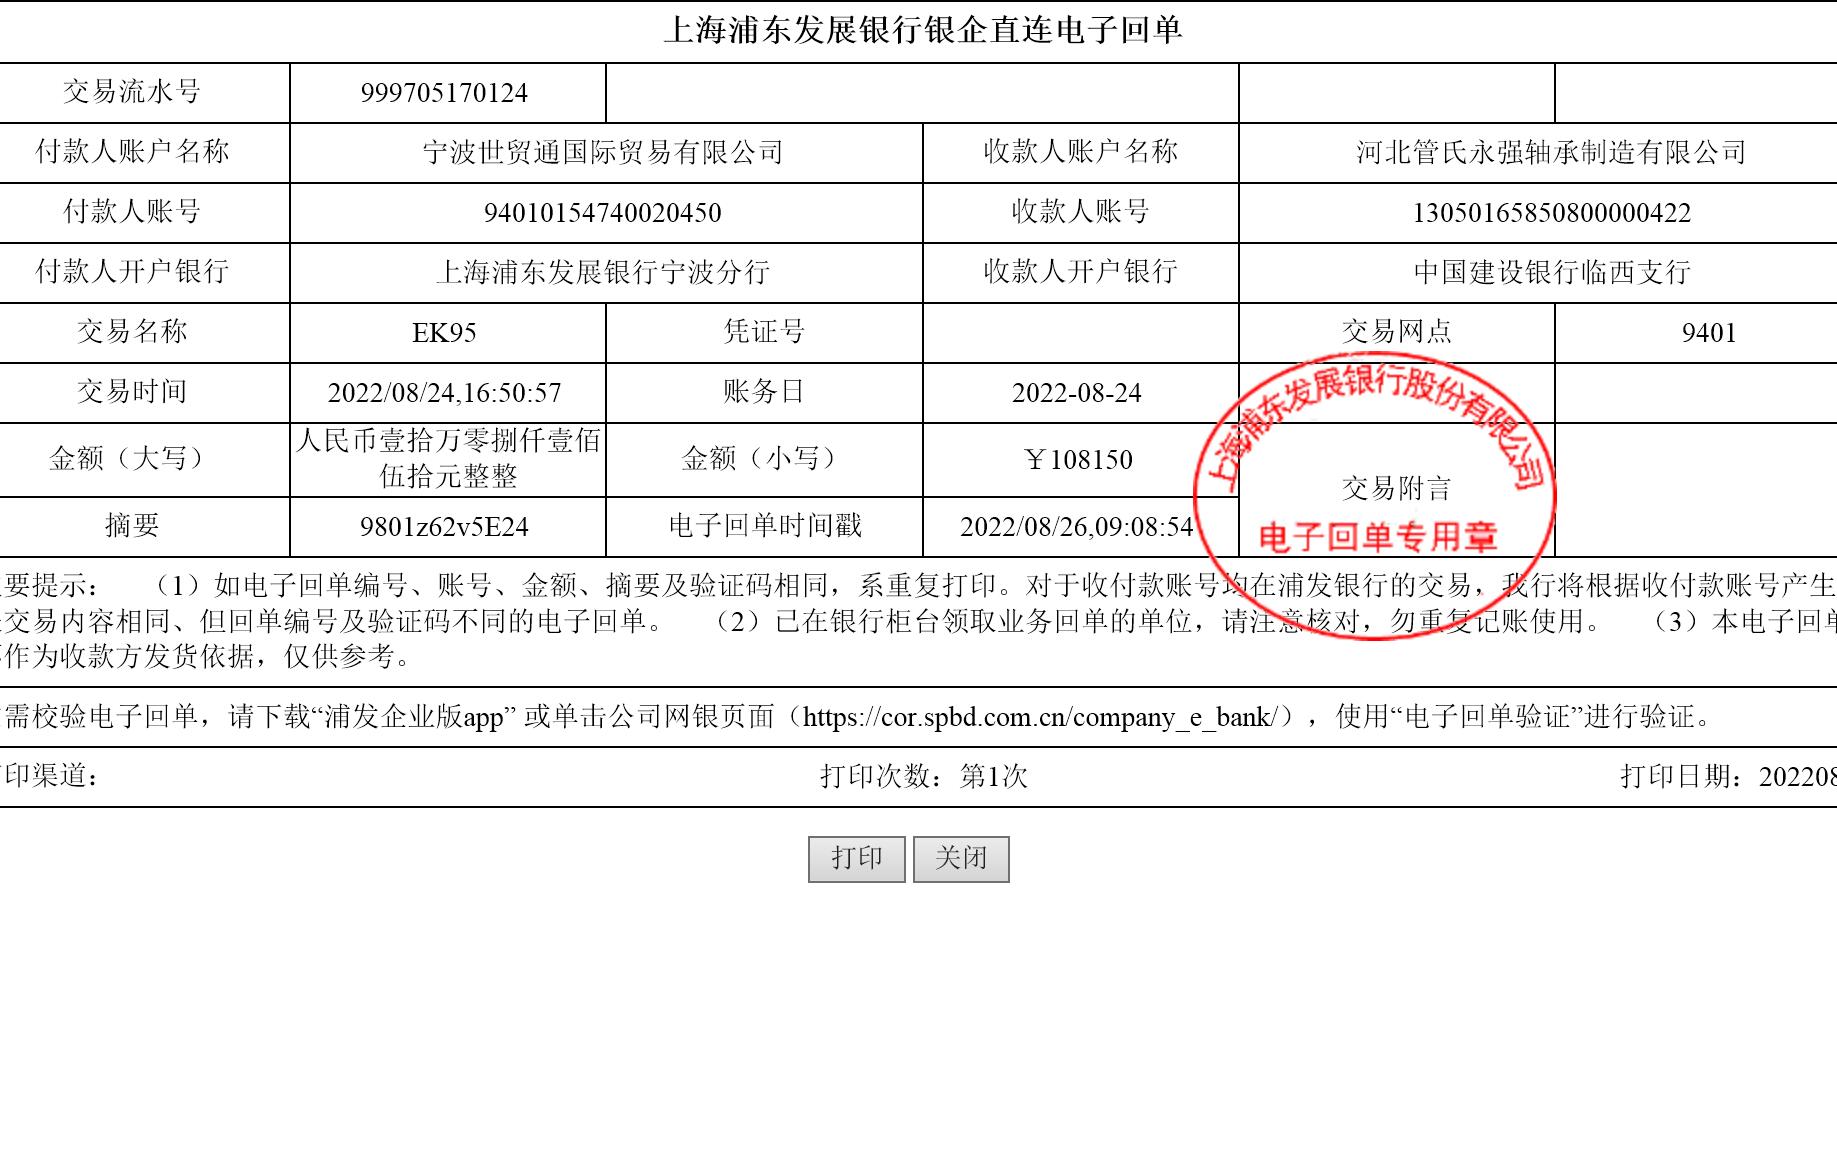 上海浦东发展银行银企直连电子回单
交易流水号 999705170124
付款人账户名称 宁波世贸通国际贸易有限公司 收款人账户名称 河北管氏永强轴承制造有限公司
付款人账号 94010154740020450 收款人账号 13050165850800000422
付款人开户银行 上海浦东发展银行宁波分行 收款人开户银行 中国建设银行临西支行
交易名称 EK95 凭证号 交易网点 9401
交易时间 2022/08/24,16:50:57 账务日 2022-08-24
金额（大写） 人民币壹拾万零捌仟壹佰
伍拾元整整 金额（小写） ￥108150
交易附言
摘要 9801z62v5E24 电子回单时间戳 2022/08/26,09:08:54
上海浦东发展银行股份有限公司
电子回单专用章
要提示： （1）如电子回单编号、账号、金额、摘要及验证码相同，系重复打印。对于收付款账号均在浦发银行的交易，我行将根据收付款账号产生
交易内容相同、但回单编号及验证码不同的电子回单。 （2）已在银行柜台领取业务回单的单位，请注意核对，勿重复记账使用。 （3）本电子回单
作为收款方发货依据，仅供参考。
需校验电子回单，请下载“浦发企业版app” 或单击公司网银页面（https://cor.spbd.com.cn/company_e_bank/），使用“电子回单验证”进行验证。
印渠道： 打印次数：第1次 打印日期：202208
打印 关闭